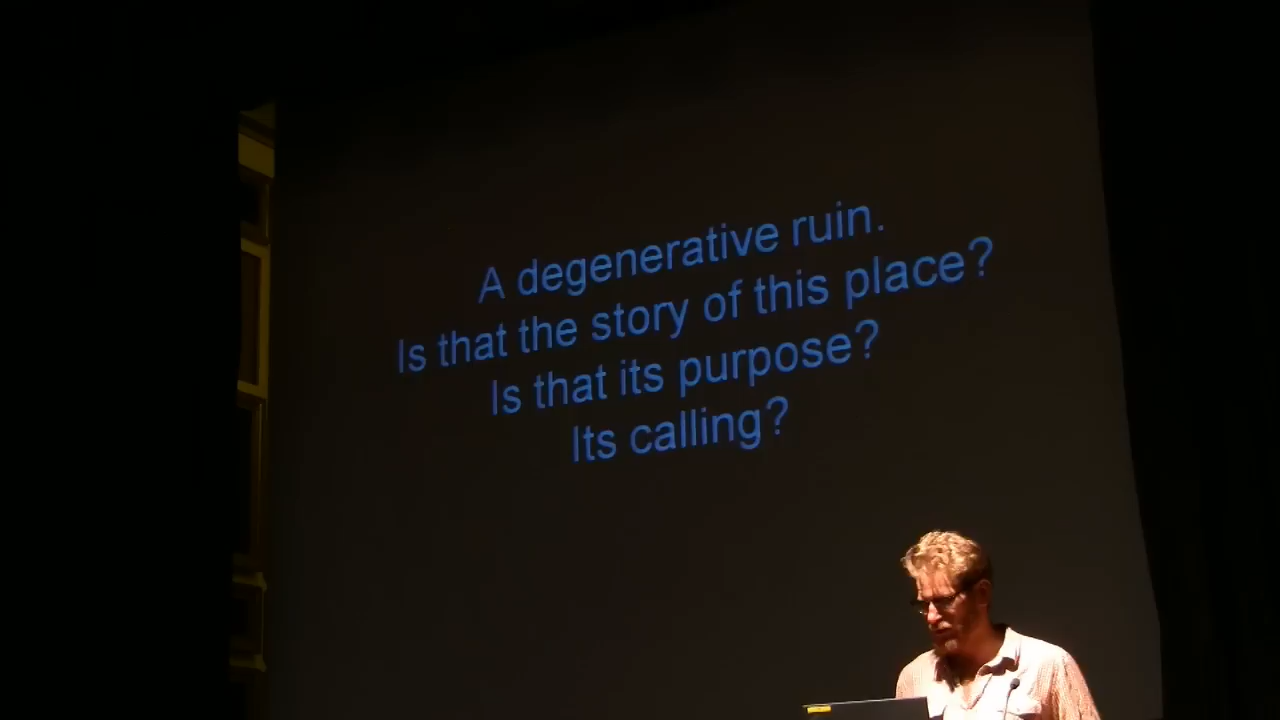 A degenerative ruin.
Is that the story of this place?
Is that its purpose?
Its calling?